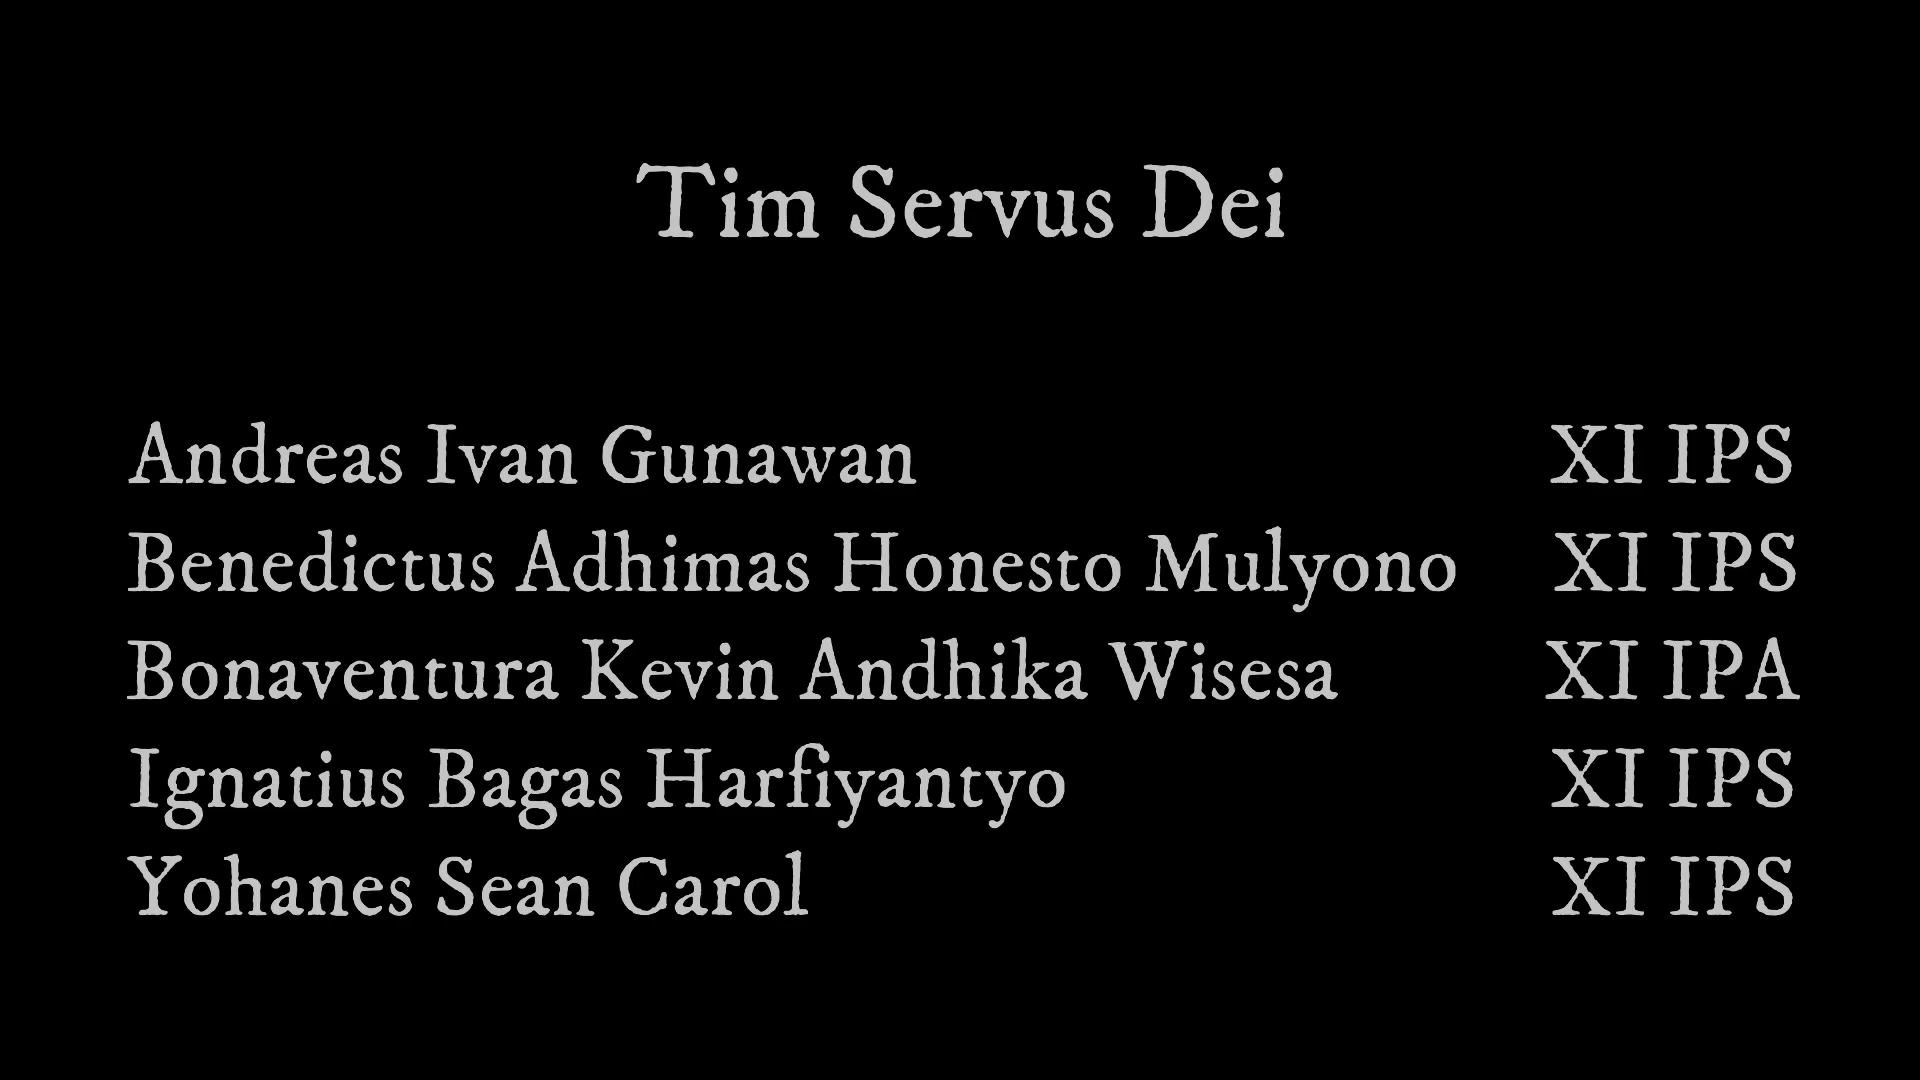 Tim Servus Dei
Andreas Ivan Gunawan XI IPS
Benedictus Adhimas Honesto Mulyono XI IPS
Bonaventura Kevin Andhika Wisesa XI IPA
Ignatius Bagas Harfiyantyo XI IPS
Yohanes Sean Carol XI IPS